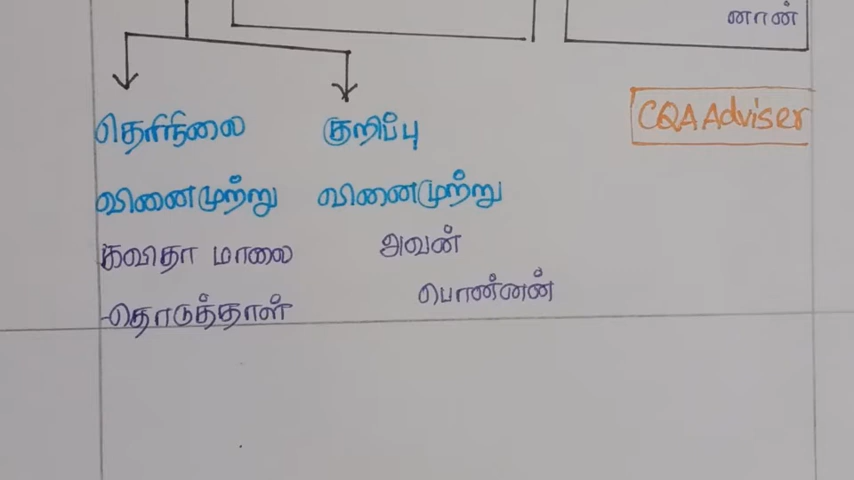 னான்
CQA Adviser
தெரிநிலை குறிப்பு
வினைமுற்று வினைமுற்று
கவிதா மாலை அவன்
தொடுத்தாள் பொன்னன்